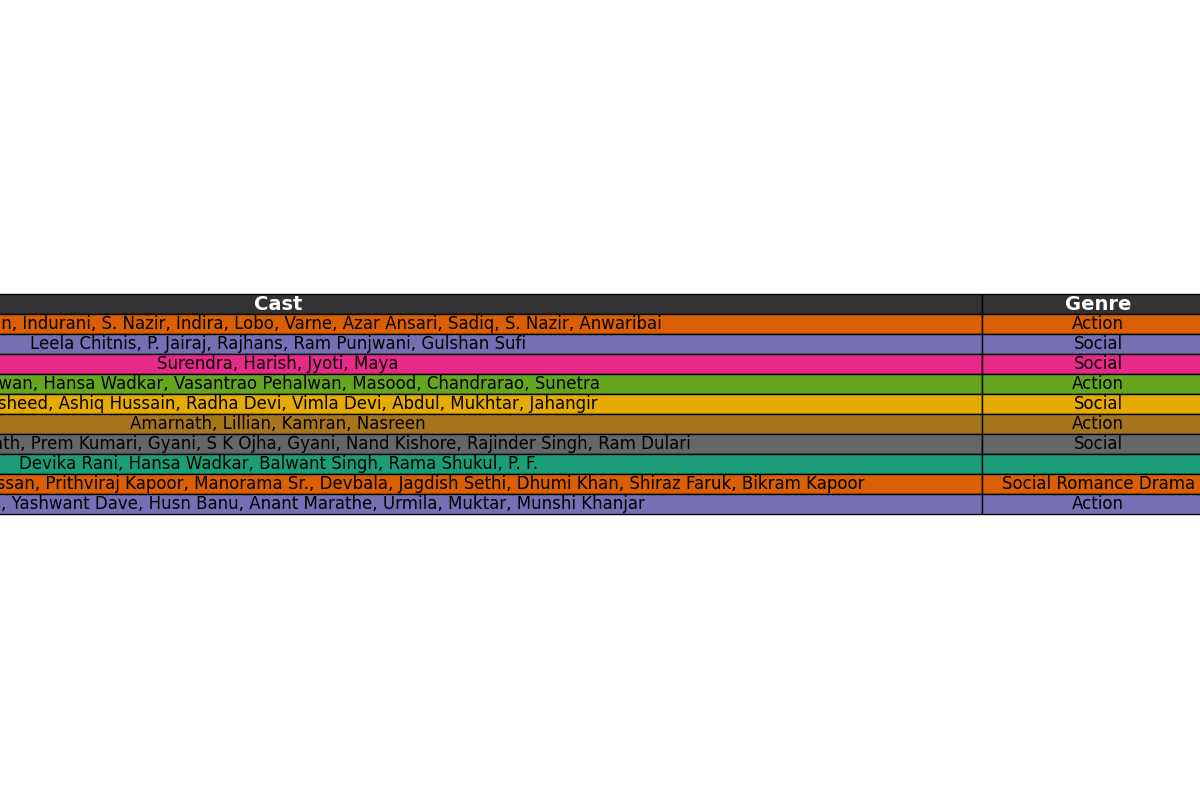 Cast Genre
Indurani, S. Nazir, Indira, Lobo, Varne, Azar Ansari, Sadiq, S. Nazir, Anwaribai Action
Leela Chitnis, P. Jairaj, Rajhans, Ram Punjwani, Gulshan Sufi Social
Surendra, Harish, Jyoti, Maya Social
Hansa Wadkar, Vasantrao Pehalwan, Masood, Chandrarao, Sunetra Action
Ashiq Hussain, Radha Devi, Vimla Devi, Abdul, Mukhtar, Jahangir Social
Amarnath, Lillian, Kamran, Nasreen Action
Prem Kumari, Gyani, S K Ojha, Gyani, Nand Kishore, Rajinder Singh, Ram Dulari Social
Devika Rani, Hansa Wadkar, Balwant Singh, Rama Shukul, P. F.
Prithviraj Kapoor, Manorama Sr., Devbala, Jagdish Sethi, Dhumi Khan, Shiraz Faruk, Bikram Kapoor Social Romance Drama
Yashwant Dave, Husn Banu, Anant Marathe, Urmila, Muktar, Munshi Khanjar Action